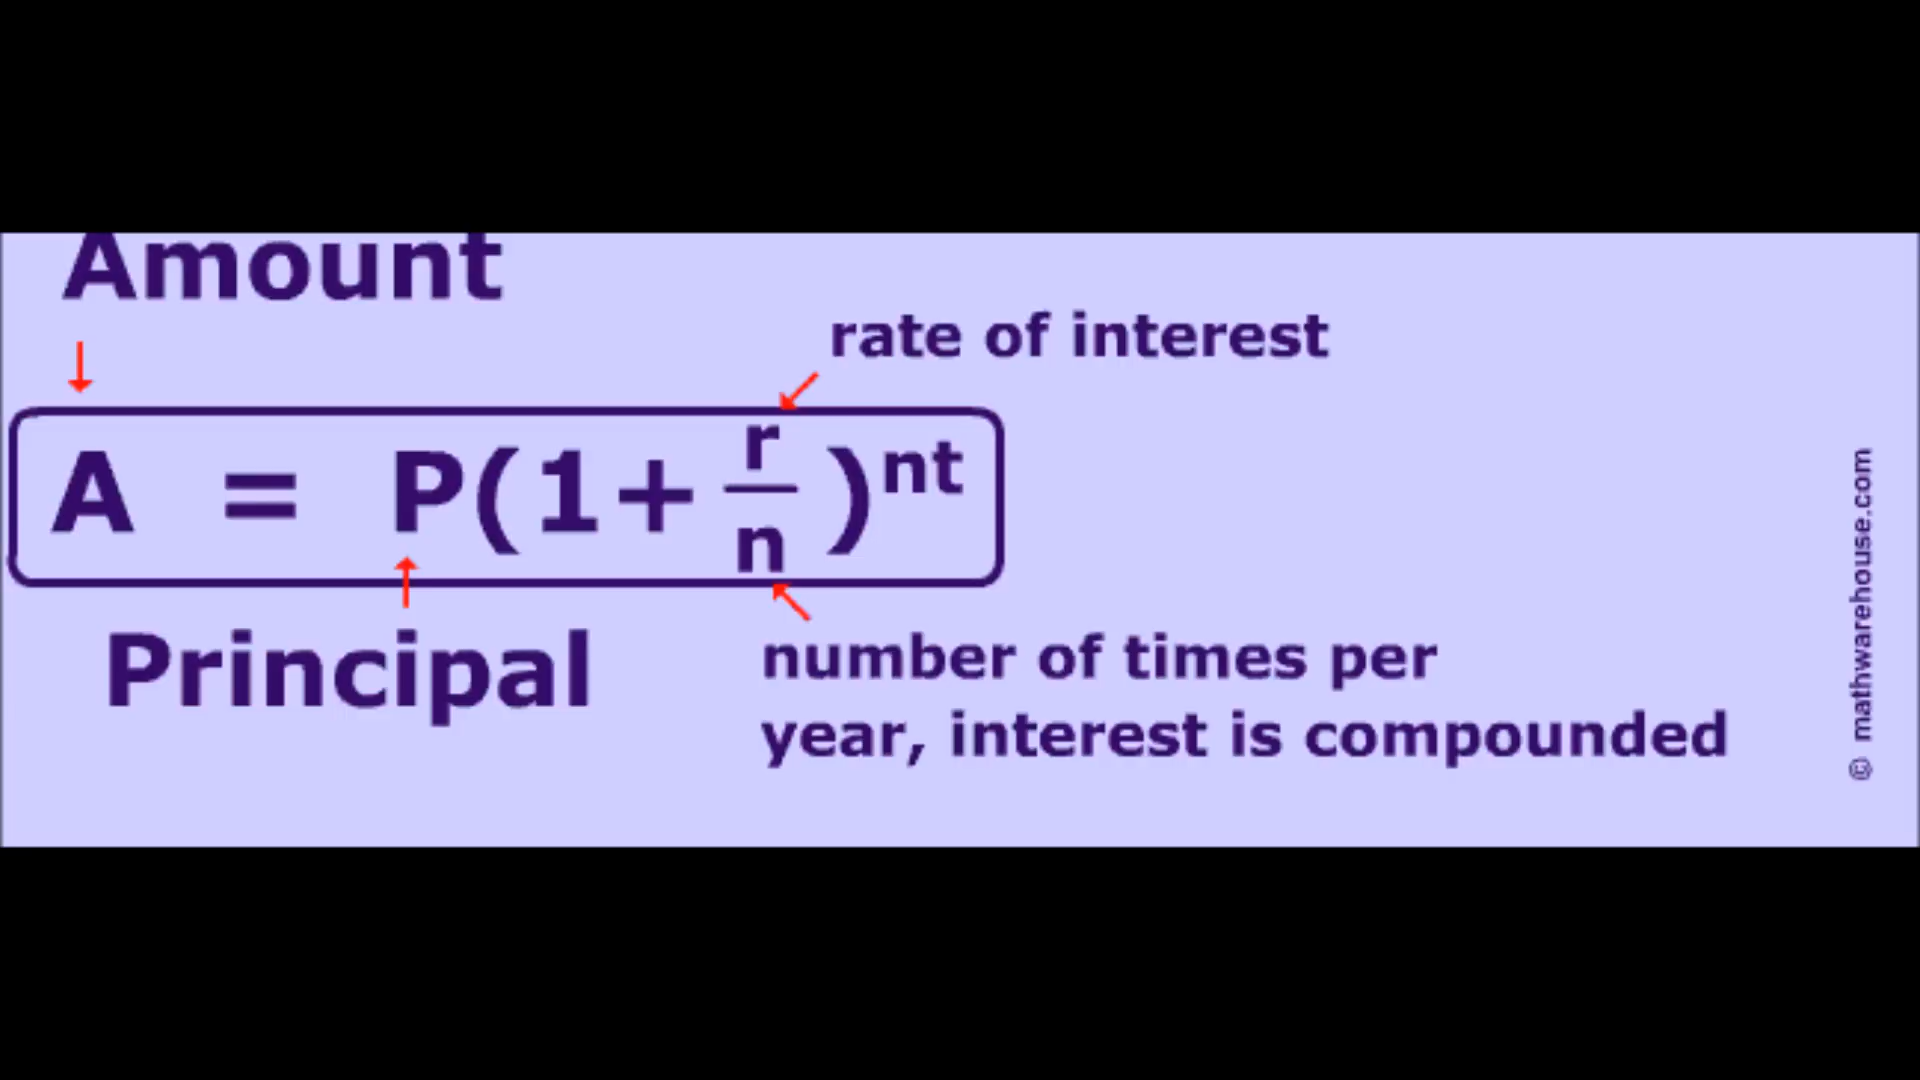 Amount
rate of interest
A = P(1+ r/n )^nt
Principal
number of times per
year, interest is compounded
© mathwarehouse.com